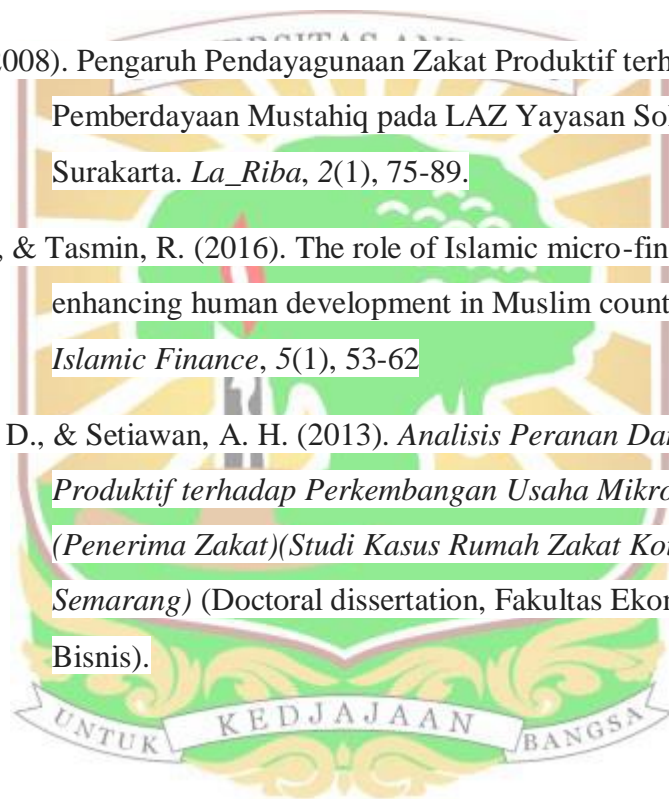 ERSITAS AND
2008). Pengaruh Pendayagunaan Zakat Produktif terh
Pemberdayaan Mustahiq pada LAZ Yayasan Sol
Surakarta. La_Riba, 2(1), 75-89.
, & Tasmin, R. (2016). The role of Islamic micro-fin
enhancing human development in Muslim count
Islamic Finance, 5(1), 53-62
D., & Setiawan, A. H. (2013). Analisis Peranan Da
Produktif terhadap Perkembangan Usaha Mikro
(Penerima Zakat)(Studi Kasus Rumah Zakat Ko
Semarang) (Doctoral dissertation, Fakultas Ekon
Bisnis).
UNTUK KEDJAJAAN BANGSA